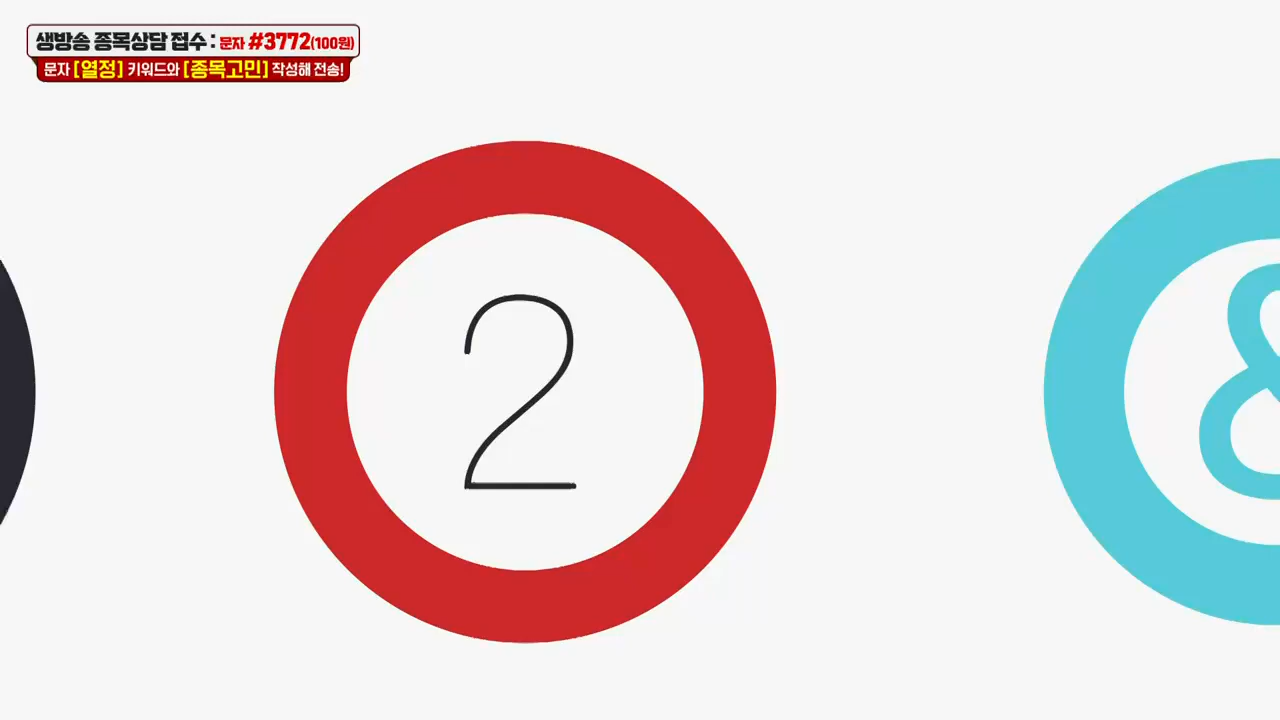 생방송 종목상담 접수 : 문자 #3772(100원)
문자 [열정] 키워드와 [종목고민] 작성해 전송!
2
&